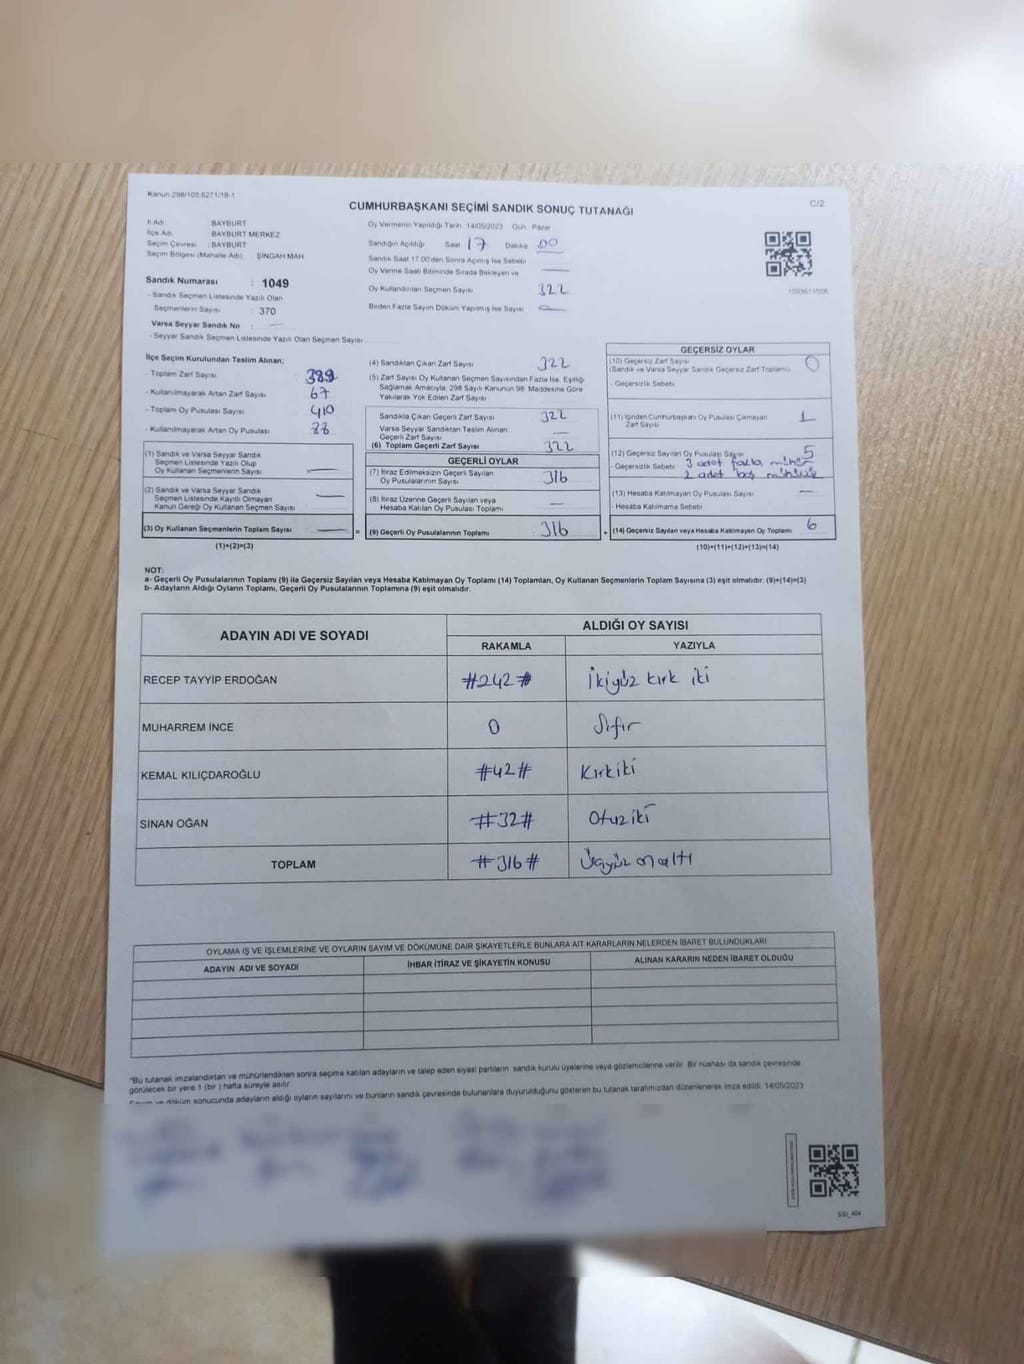 Kanun 298/105 6271/18-1
CUMHURBAŞKANI SEÇİMİ SANDIK SONUÇ TUTANAĞI
C/2
İl Adı BAYBURT
İlçe Adı : BAYBURT MERKEZ
Seçim Çevresi : BAYBURT
Seçim Bölgesi (Mahalle Adı) ŞİNGAH MAH
Sandık Numarası : 1049
- Sandık Seçmen Listesinde Yazılı Olan
Seçmenlerin Sayısı : 370
Varsa Seyyar Sandık No :
- Seyyar Sandık Seçmen Listesinde Yazılı Olan Seçmen Sayısı
Oy Vermenin Yapıldığı Tarih 14/05/2023 Gün : Pazar
Sandığın Açıldığı Saat 17 Dakika 00
Sandık Saat 17.00'den Sonra Açılmış İse Sebebi
Oy Verme Saati Bitiminde Sırada Bekleyen ve
Oy Kullandırılan Seçmen Sayısı 322
Birden Fazla Sayım Döküm Yapılmış İse Sayısı
1093611508
İlçe Seçim Kurulundan Teslim Alınan;
- Toplam Zarf Sayısı 389
- Kullanılmayarak Artan Zarf Sayısı 67
- Toplam Oy Pusulası Sayısı 410
- Kullanılmayarak Artan Oy Pusulası 88
(1) Sandık ve Varsa Seyyar Sandık
Seçmen Listesinde Yazılı Olup
Oy Kullanan Seçmenlerin Sayısı
(2) Sandık ve Varsa Seyyar Sandık
Seçmen Listesinde Kayıtlı Olmayan
Kanun Gereği Oy Kullanan Seçmen Sayısı
(3) Oy Kullanan Seçmenlerin Toplam Sayısı
(1)+(2)=(3)
(4) Sandıktan Çıkan Zarf Sayısı 322
(5) Zarf Sayısı Oy Kullanan Seçmen Sayısından Fazla İse, Eşitliği
Sağlamak Amacıyla, 298 Sayılı Kanunun 98. Maddesine Göre
Yakılarak Yok Edilen Zarf Sayısı
Sandıkta Çıkan Geçerli Zarf Sayısı 322
Varsa Seyyar Sandıktan Teslim Alınan
Geçerli Zarf Sayısı
(6) Toplam Geçerli Zarf Sayısı 322
GEÇERLİ OYLAR
(7) İtiraz Edilmeksizin Geçerli Sayılan
Oy Pusulalarının Sayısı 316
(8) İtiraz Üzerine Geçerli Sayılan veya
Hesaba Katılan Oy Pusulası Toplamı
= (9) Geçerli Oy Pusulalarının Toplamı 316
GEÇERSİZ OYLAR
(10) Geçersiz Zarf Sayısı 0
(Sandık ve Varsa Seyyar Sandık Geçersiz Zarf Toplamı)
- Geçersizlik Sebebi
(11) İçinden Cumhurbaşkanı Oy Pusulası Çıkmayan
Zarf Sayısı 1
(12) Geçersiz Sayılan Oy Pusulası Sayısı 5
- Geçersizlik Sebebi 3 adet fazla mühür
2 adet boş mühürsüz
(13) Hesaba Katılmayan Oy Pusulası Sayısı
- Hesaba Katılmama Sebebi
+ (14) Geçersiz Sayılan veya Hesaba Katılmayan Oy Toplamı 6
(10)+(11)+(12)+(13)=(14)
NOT:
a- Geçerli Oy Pusulalarının Toplamı (9) ile Geçersiz Sayılan veya Hesaba Katılmayan Oy Toplamı (14) Toplamları, Oy Kullanan Seçmenlerin Toplam Sayısına (3) eşit olmalıdır. (9)+(14)=(3)
b- Adayların Aldığı Oyların Toplamı, Geçerli Oy Pusulalarının Toplamına (9) eşit olmalıdır.
ADAYIN ADI VE SOYADI
ALDIĞI OY SAYISI
RAKAMLA YAZIYLA
RECEP TAYYİP ERDOĞAN #242# İkiyüz kırk iki
MUHARREM İNCE 0 Sıfır
KEMAL KILIÇDAROĞLU #42# Kırkiki
SİNAN OĞAN #32# Otuziki
TOPLAM #316# Üçyüz onaltı
OYLAMA İŞ VE İŞLEMLERİNE VE OYLARIN SAYIM VE DÖKÜMÜNE DAİR ŞİKAYETLERLE BUNLARA AİT KARARLARIN NELERDEN İBARET BULUNDUKLARI
ADAYIN ADI VE SOYADI İHBAR İTİRAZ VE ŞİKAYETİN KONUSU ALINAN KARARIN NEDEN İBARET OLDUĞU
*Bu tutanak imzalandıktan ve mühürlendikten sonra seçime katılan adayların ve talep eden siyasi partilerin sandık kurulu üyelerine veya gözlemcilerine verilir. Bir nüshası da sandık çevresinde
görülecek bir yere 1 (bir ) hafta süreyle asılır
Sayım ve döküm sonucunda adayların aldığı oyların sayılarını ve bunların sandık çevresinde bulunanlara duyurulduğunu gösteren bu tutanak tarafımızdan düzenlenerek imza edildi. 14/05/2023